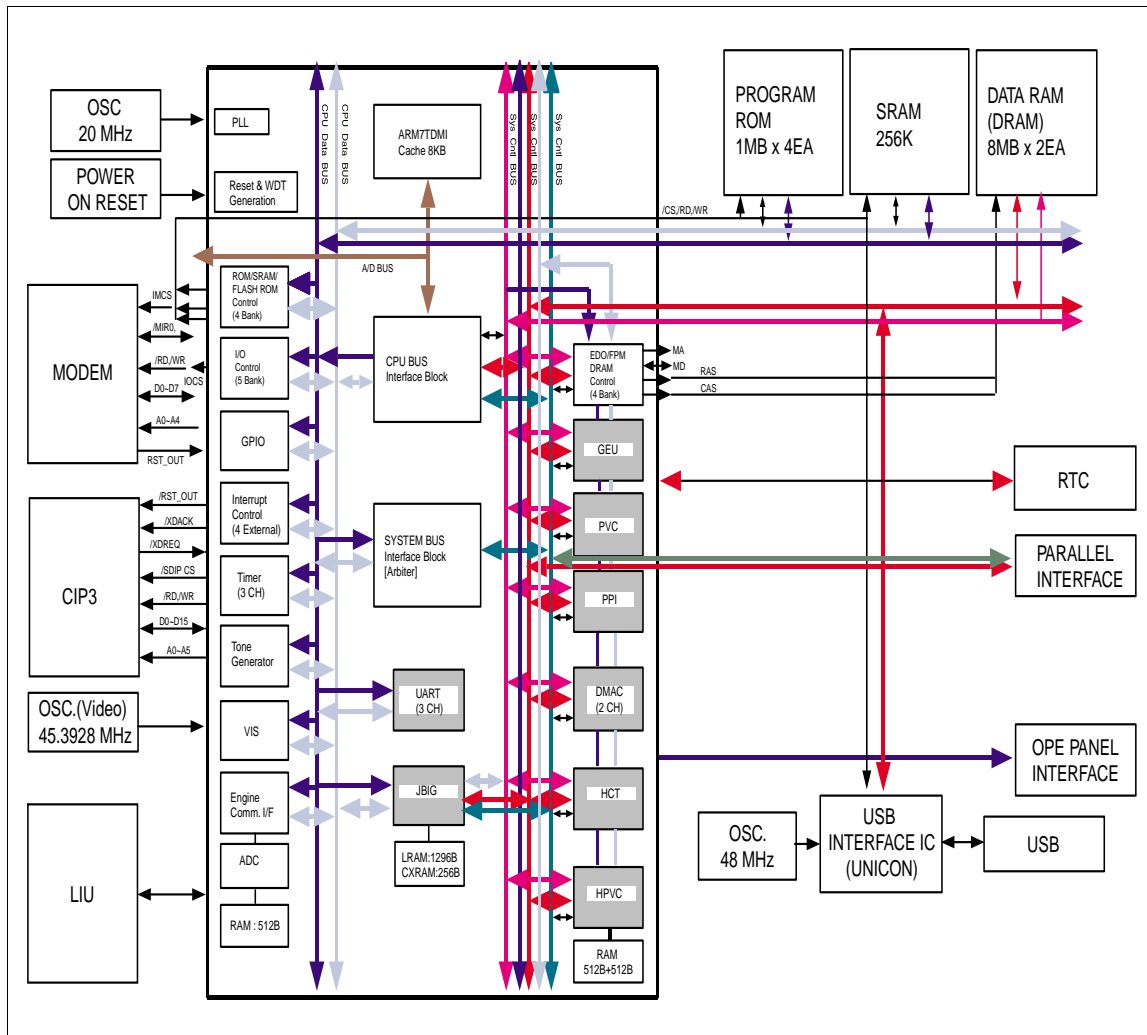 OSC
20 MHz
POWER
ON RESET
MODEM
IMCS
/MIR0,
/RD,/WR
IOCS
D0~D7
A0~A4
RST_OUT
CIP3
/RST_OUT
/XDACK
/XDREQ
/SDIP CS
/RD,/WR
D0~D15
A0~A5
OSC.(Video)
45.3928 MHz
LIU
PLL
Reset & WDT
Generation
ROM/SRAM/
FLASH ROM
Control
(4 Bank)
I/O
Control
(5 Bank)
GPIO
Interrupt
Control
(4 External)
Timer
(3 CH)
Tone
Generator
VIS
Engine
Comm. I/F
ADC
RAM : 512B
CPU Data BUS
CPU Data BUS
ARM7TDMI
Cache 8KB
A/D BUS
CPU BUS
Interface Block
SYSTEM BUS
Interface Block
[Arbiter]
UART
(3 CH)
JBIG
LRAM:1296B
CXRAM:256B
Sys Cntl BUS
Sys Cntl BUS
Sys Cntl BUS
EDO/FPM
DRAM
Control
(4 Bank)
GEU
PVC
PPI
DMAC
(2 CH)
HCT
HPVC
RAM
512B+512B
/CS/RD,/WR
MA
MD
RAS
CAS
PROGRAM
ROM
1MB x 4EA
SRAM
256K
DATA RAM
(DRAM)
8MB x 2EA
RTC
PARALLEL
INTERFACE
OPE PANEL
INTERFACE
OSC.
48 MHz
USB
INTERFACE IC
(UNICON)
USB